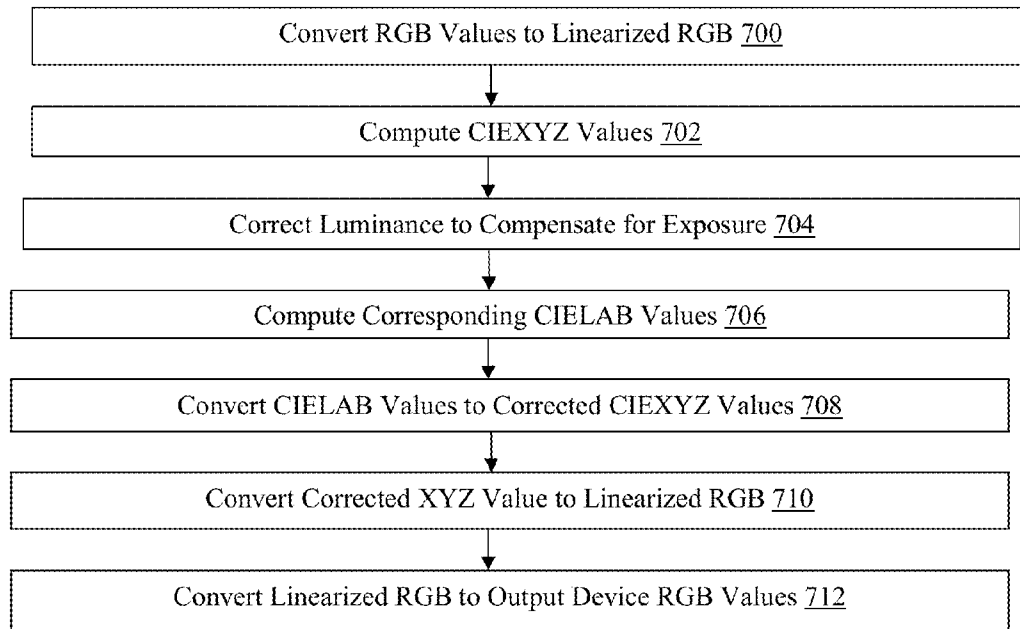 Convert RGB Values to Linearized RGB 700
Compute CIEXYZ Values 702
Correct Luminance to Compensate for Exposure 704
Compute Corresponding CIELAB Values 706
Convert CIELAB Values to Corrected CIEXYZ Values 708
Convert Corrected XYZ Value to Linearized RGB 710
Convert Linearized RGB to Output Device RGB Values 712